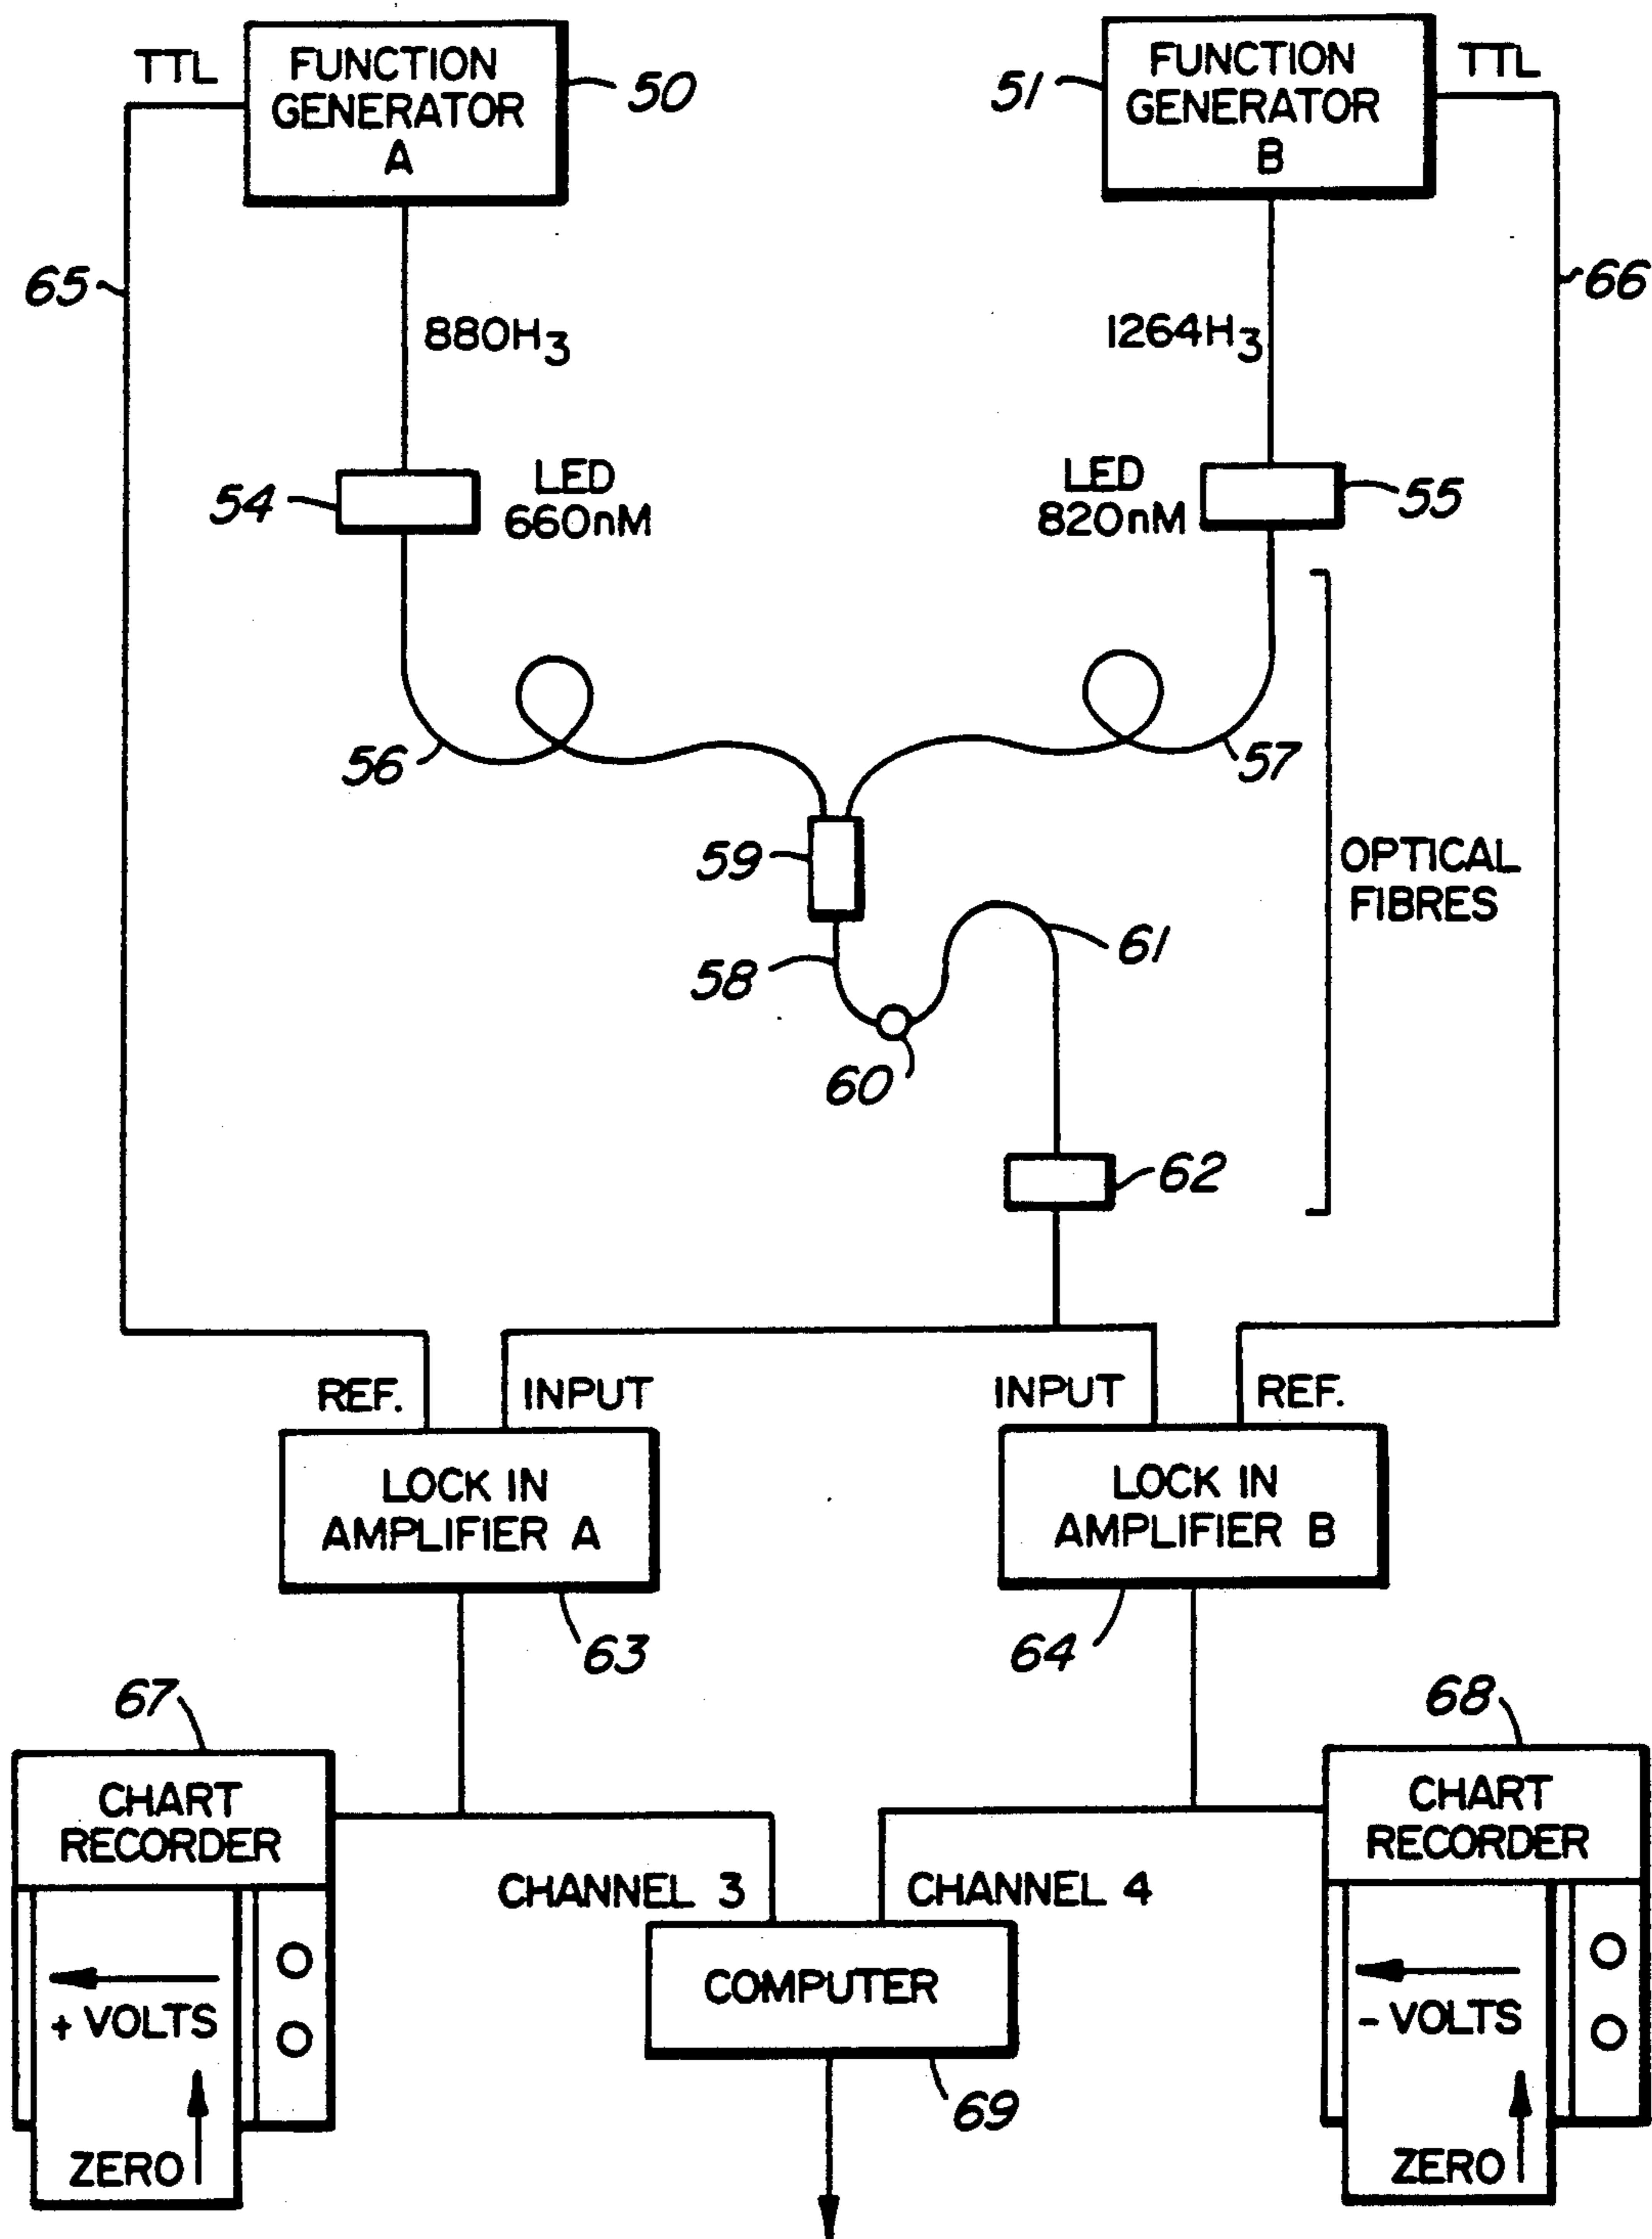 TTL
FUNCTION
GENERATOR
A
50
51
FUNCTION
GENERATOR
B
TTL
65
66
880H3
1264H3
54
LED
660nM
LED
820nM
55
56
57
59
OPTICAL
FIBRES
58
61
60
62
REF.
INPUT
INPUT
REF.
LOCK IN
AMPLIFIER A
LOCK IN
AMPLIFIER B
63
64
67
68
CHART
RECORDER
CHART
RECORDER
CHANNEL 3
CHANNEL 4
COMPUTER
+ VOLTS
- VOLTS
69
ZERO
ZERO